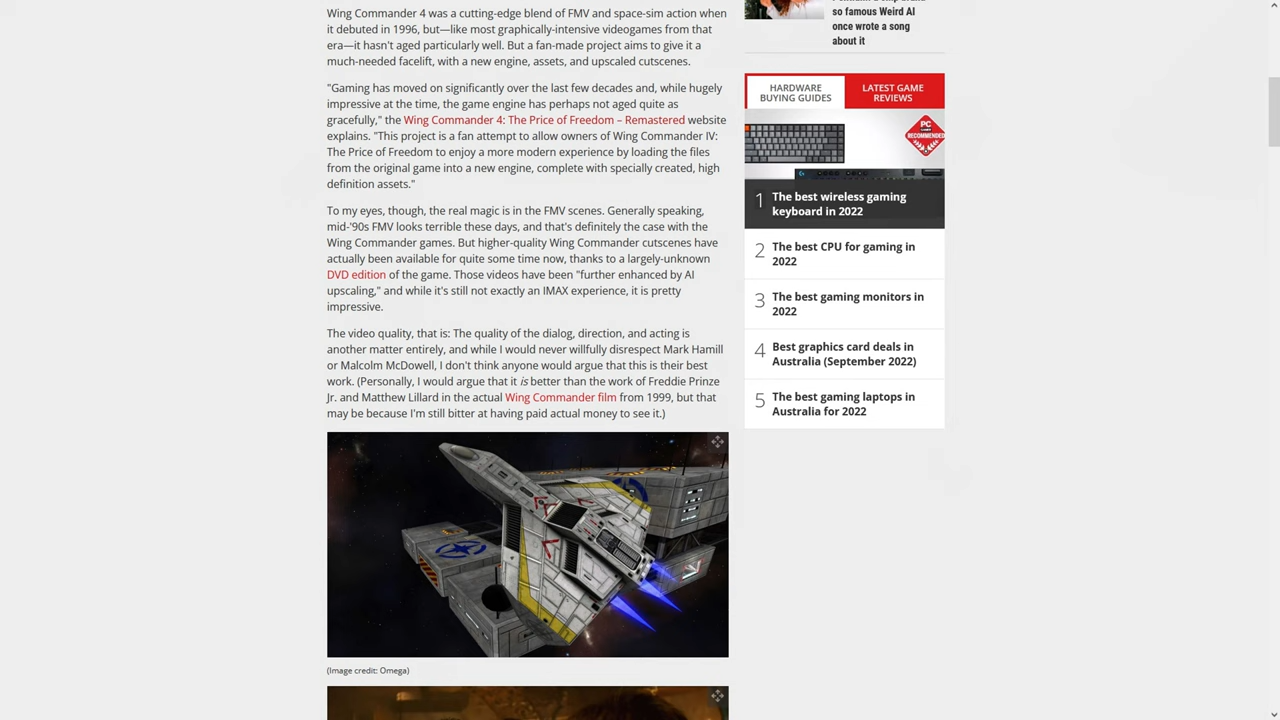 Wing Commander 4 was a cutting-edge blend of FMV and space-sim action when
it debuted in 1996, but—like most graphically-intensive videogames from that
era—it hasn't aged particularly well. But a fan-made project aims to give it a
much-needed facelift, with a new engine, assets, and upscaled cutscenes.
"Gaming has moved on significantly over the last few decades and, while hugely
impressive at the time, the game engine has perhaps not aged quite as
gracefully," the Wing Commander 4: The Price of Freedom – Remastered website
explains. "This project is a fan attempt to allow owners of Wing Commander IV:
The Price of Freedom to enjoy a more modern experience by loading the files
from the original game into a new engine, complete with specially created, high
definition assets."
To my eyes, though, the real magic is in the FMV scenes. Generally speaking,
mid-'90s FMV looks terrible these days, and that's definitely the case with the
Wing Commander games. But higher-quality Wing Commander cutscenes have
actually been available for quite some time now, thanks to a largely-unknown
DVD edition of the game. Those videos have been "further enhanced by AI
upscaling," and while it's still not exactly an IMAX experience, it is pretty
impressive.
The video quality, that is: The quality of the dialog, direction, and acting is
another matter entirely, and while I would never willfully disrespect Mark Hamill
or Malcolm McDowell, I don't think anyone would argue that this is their best
work. (Personally, I would argue that it is better than the work of Freddie Prinze
Jr. and Matthew Lillard in the actual Wing Commander film from 1999, but that
may be because I'm still bitter at having paid actual money to see it.)
(Image credit: Omega)
so famous Weird AI
once wrote a song
about it
HARDWARE
BUYING GUIDES
LATEST GAME
REVIEWS
PC
GAMER
RECOMMENDED
1 The best wireless gaming
keyboard in 2022
2 The best CPU for gaming in
2022
3 The best gaming monitors in
2022
4 Best graphics card deals in
Australia (September 2022)
5 The best gaming laptops in
Australia for 2022